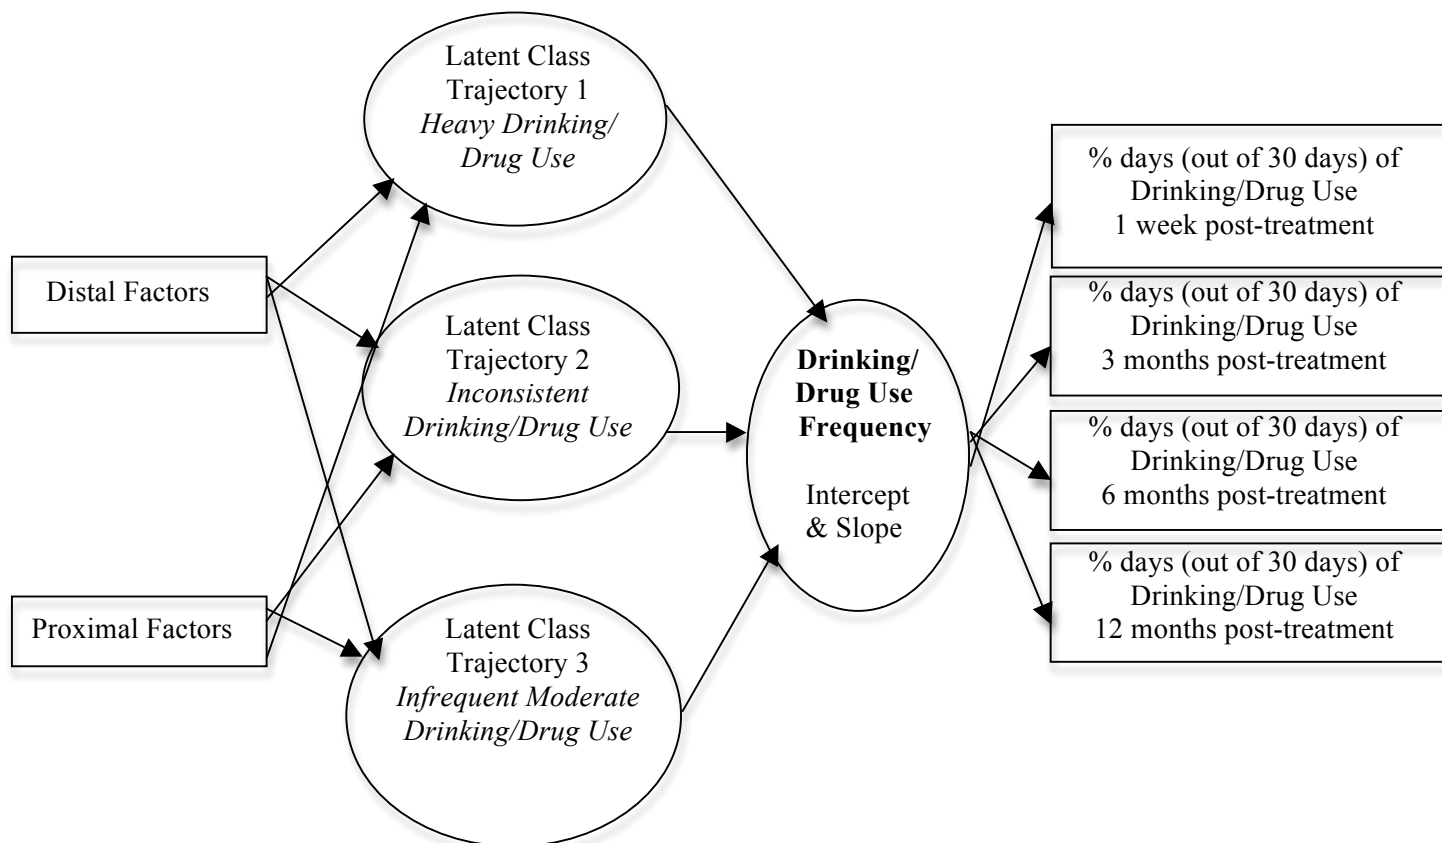 Latent Class
Trajectory 1
Heavy Drinking/
Drug Use
Distal Factors
Latent Class
Trajectory 2
Inconsistent
Drinking/Drug Use
Proximal Factors
Latent Class
Trajectory 3
Infrequent Moderate
Drinking/Drug Use
Drinking/
Drug Use
Frequency
Intercept
& Slope
% days (out of 30 days) of
Drinking/Drug Use
1 week post-treatment
% days (out of 30 days) of
Drinking/Drug Use
3 months post-treatment
% days (out of 30 days) of
Drinking/Drug Use
6 months post-treatment
% days (out of 30 days) of
Drinking/Drug Use
12 months post-treatment